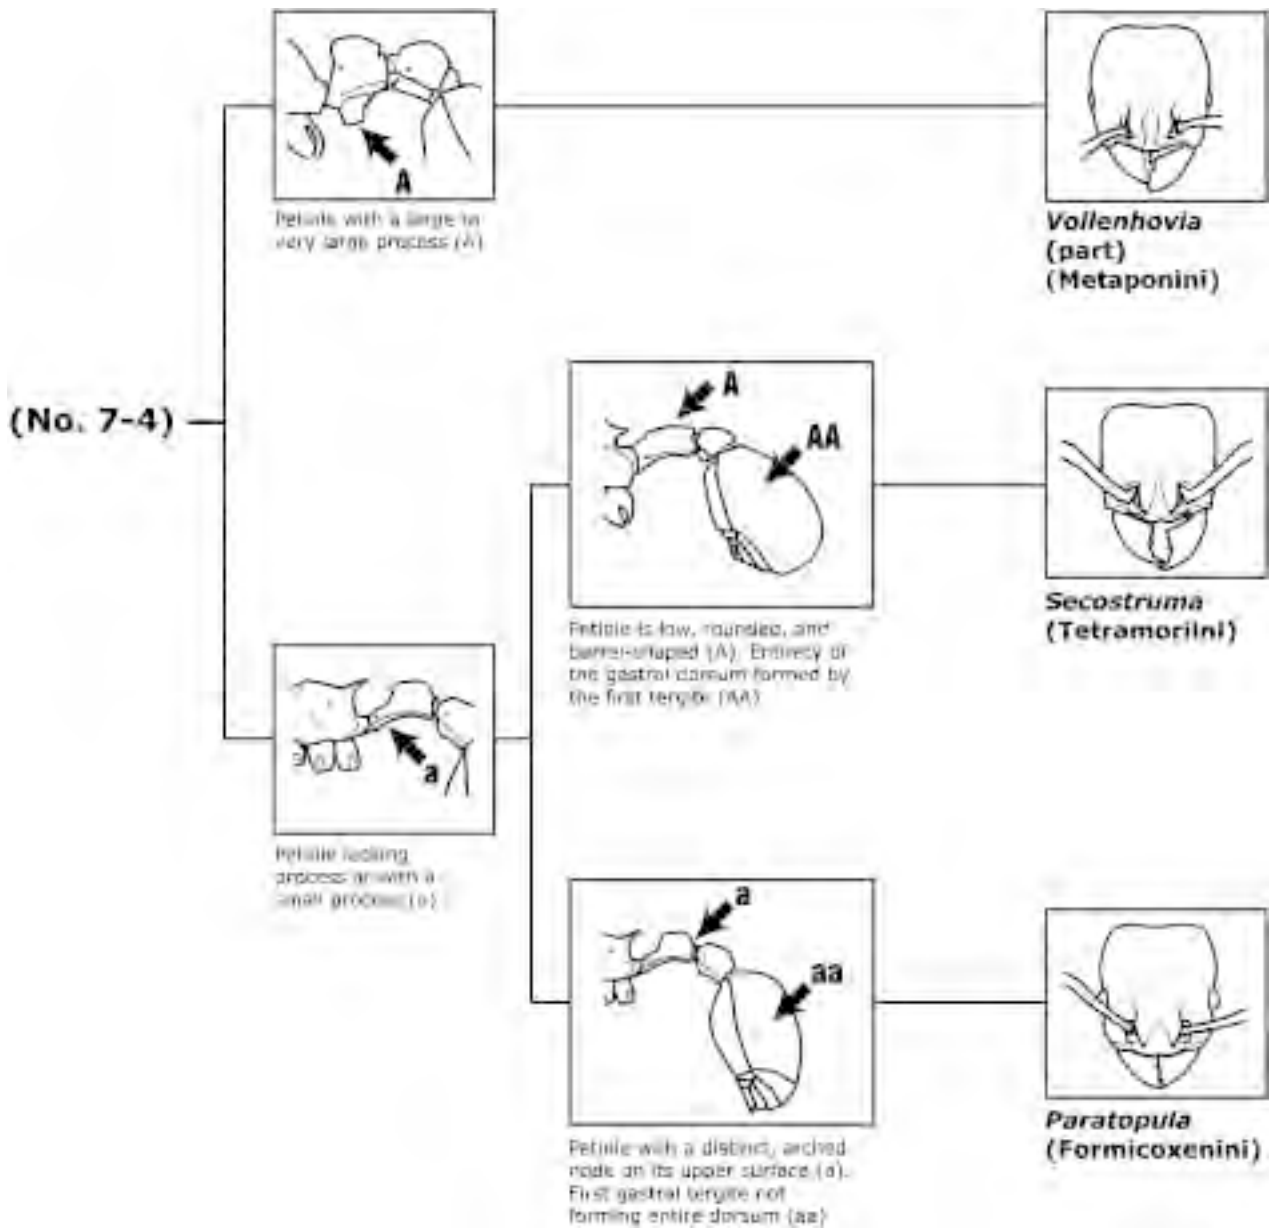 A
Petiole with a large to
very large process (A)
Vollenhovia
(part)
(Metaponini)
(No. 7-4)
A
AA
Petiole is low, rounded, and
barrel-shaped (A). Entirety of
the gastral dorsum formed by
the first tergite (AA)
Secostruma
(Tetramoriini)
a
Petiole lacking
process or with a
small process (a)
a
aa
Petiole with a distinct, arched
node on its upper surface (a).
First gastral tergite not
forming entire dorsum (aa)
Paratopula
(Formicoxenini)